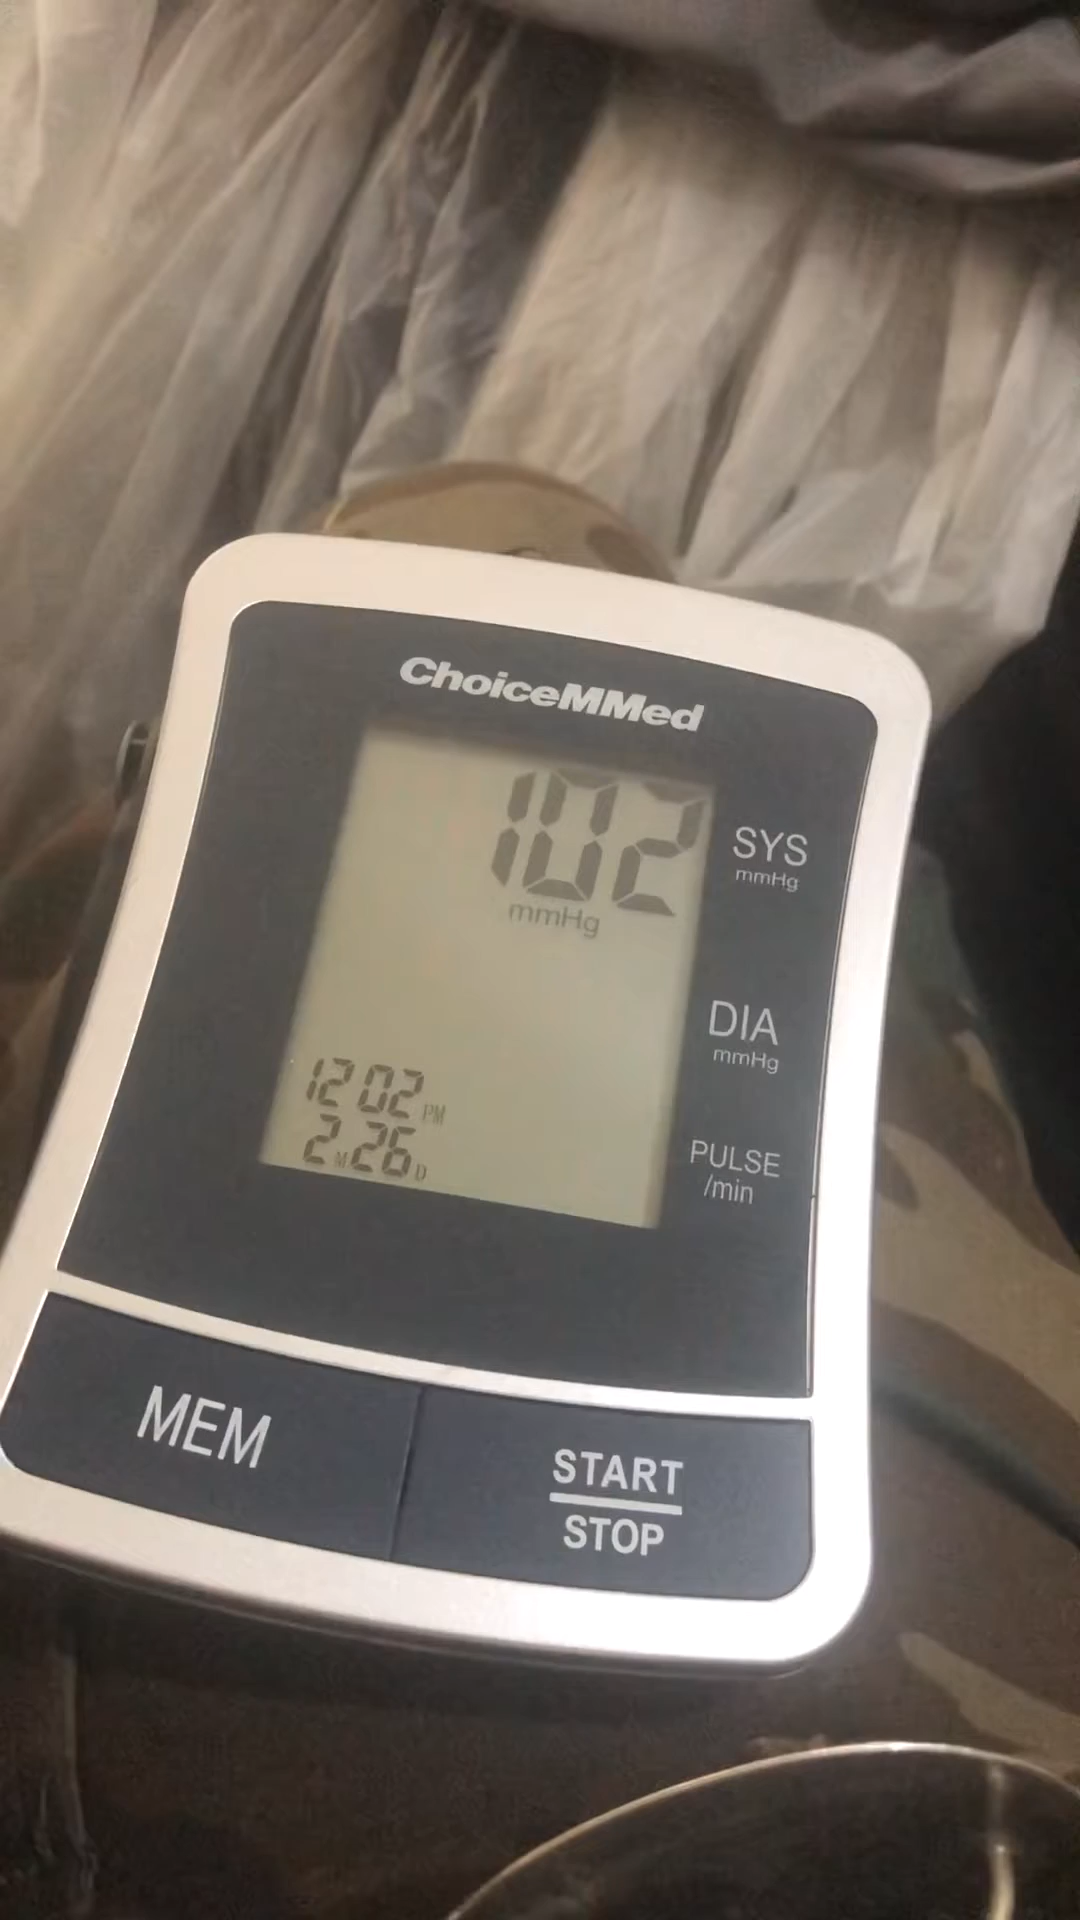 ChoiceMMed
102
mmHg
SYS
mmHg
DIA
mmHg
12 02 PM
2 M 26 D
PULSE
/min
MEM
START
STOP